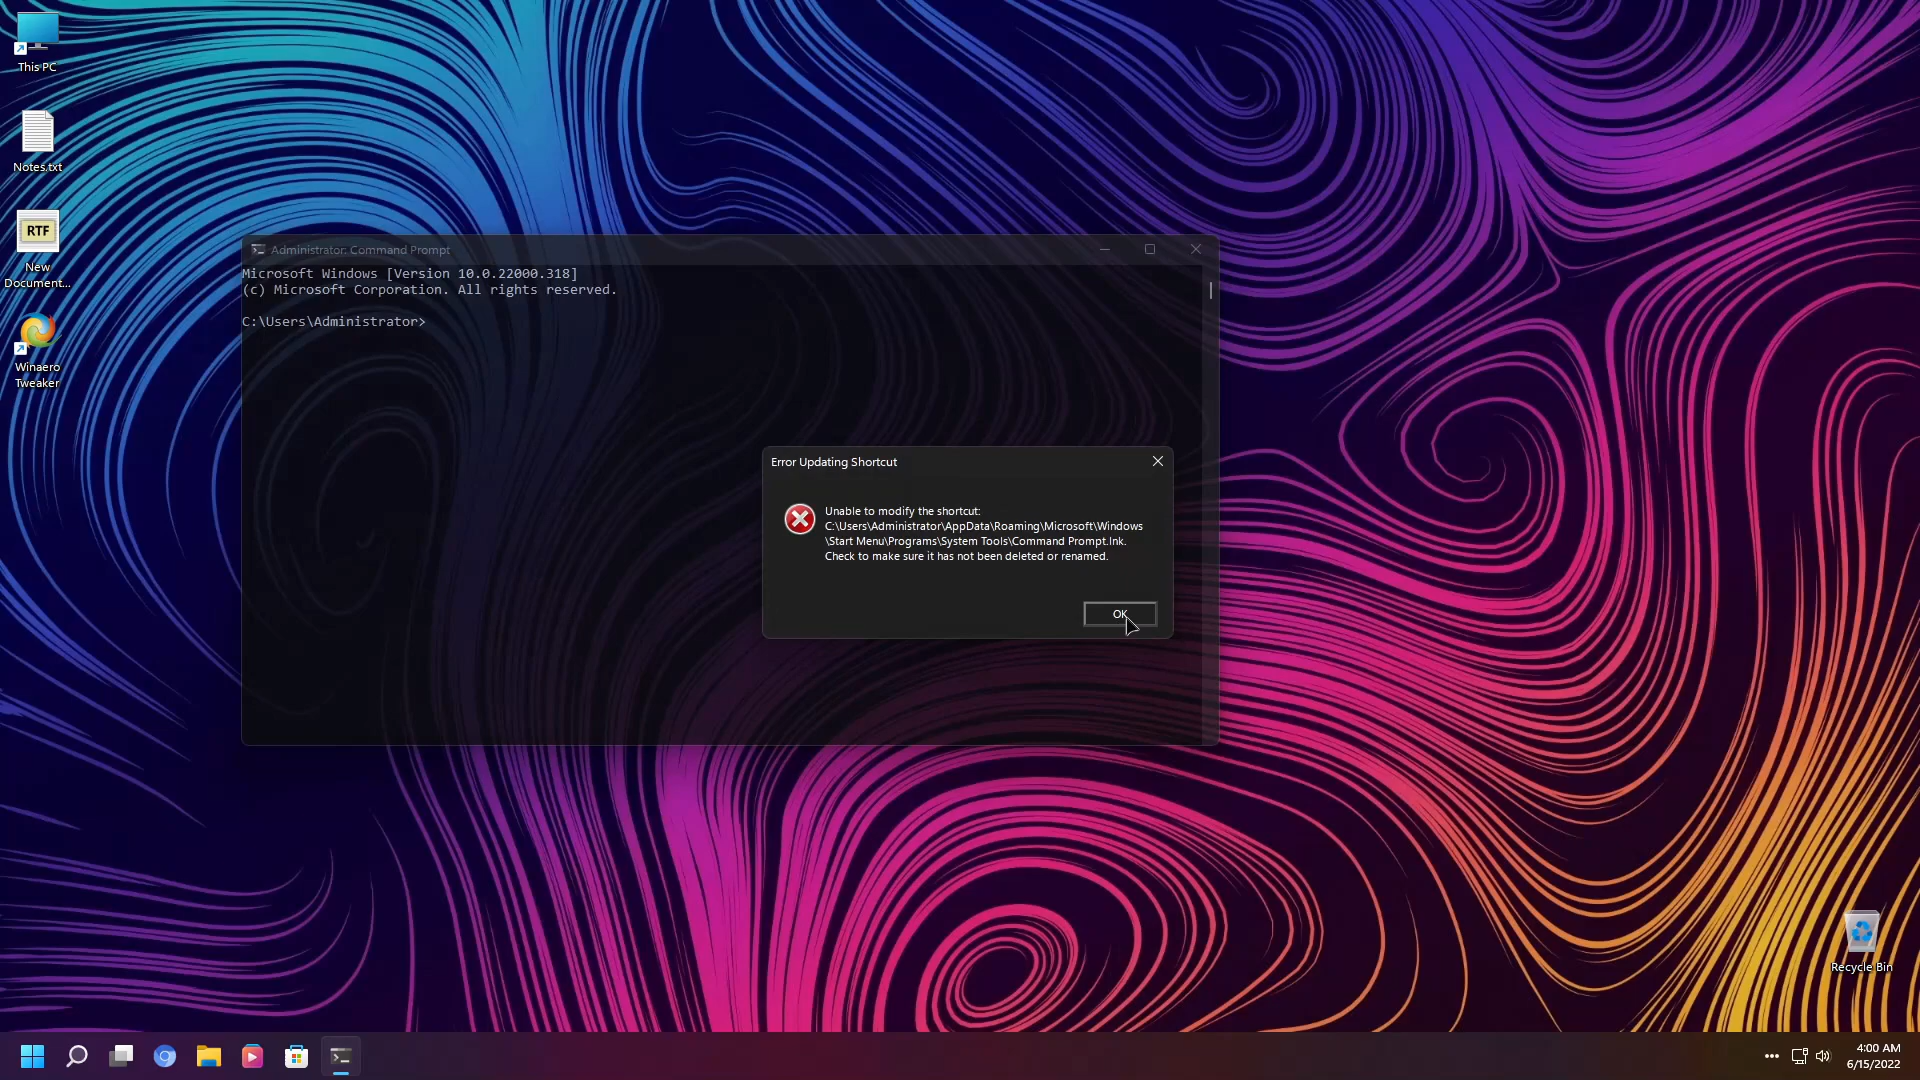 This PC
Notes.txt
RTF
New
Document...
Winaero
Tweaker
Administrator: Command Prompt
Microsoft Windows [Version 10.0.22000.318]
(c) Microsoft Corporation. All rights reserved.
C:\Users\Administrator>
Error Updating Shortcut
Unable to modify the shortcut:
C:\Users\Administrator\AppData\Roaming\Microsoft\Windows
\Start Menu\Programs\System Tools\Command Prompt.lnk.
Check to make sure it has not been deleted or renamed.
OK
Recycle Bin
4:00 AM
6/15/2022